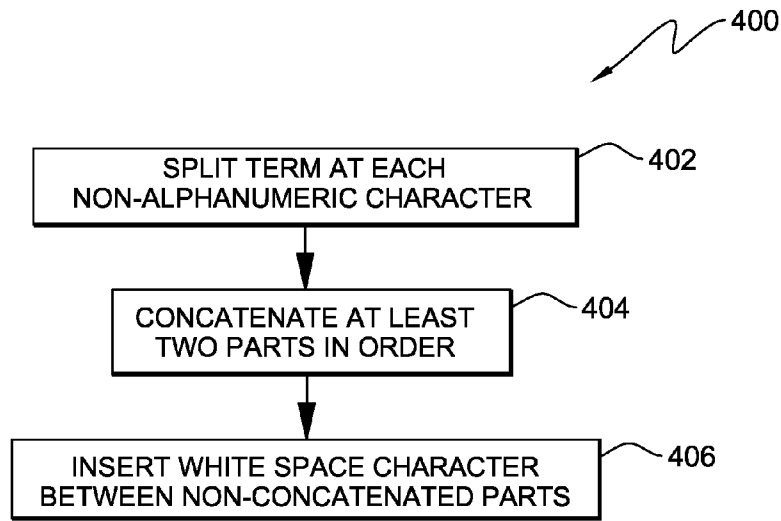 400
SPLIT TERM AT EACH
NON-ALPHANUMERIC CHARACTER
402
CONCATENATE AT LEAST
TWO PARTS IN ORDER
404
INSERT WHITE SPACE CHARACTER
BETWEEN NON-CONCATENATED PARTS
406